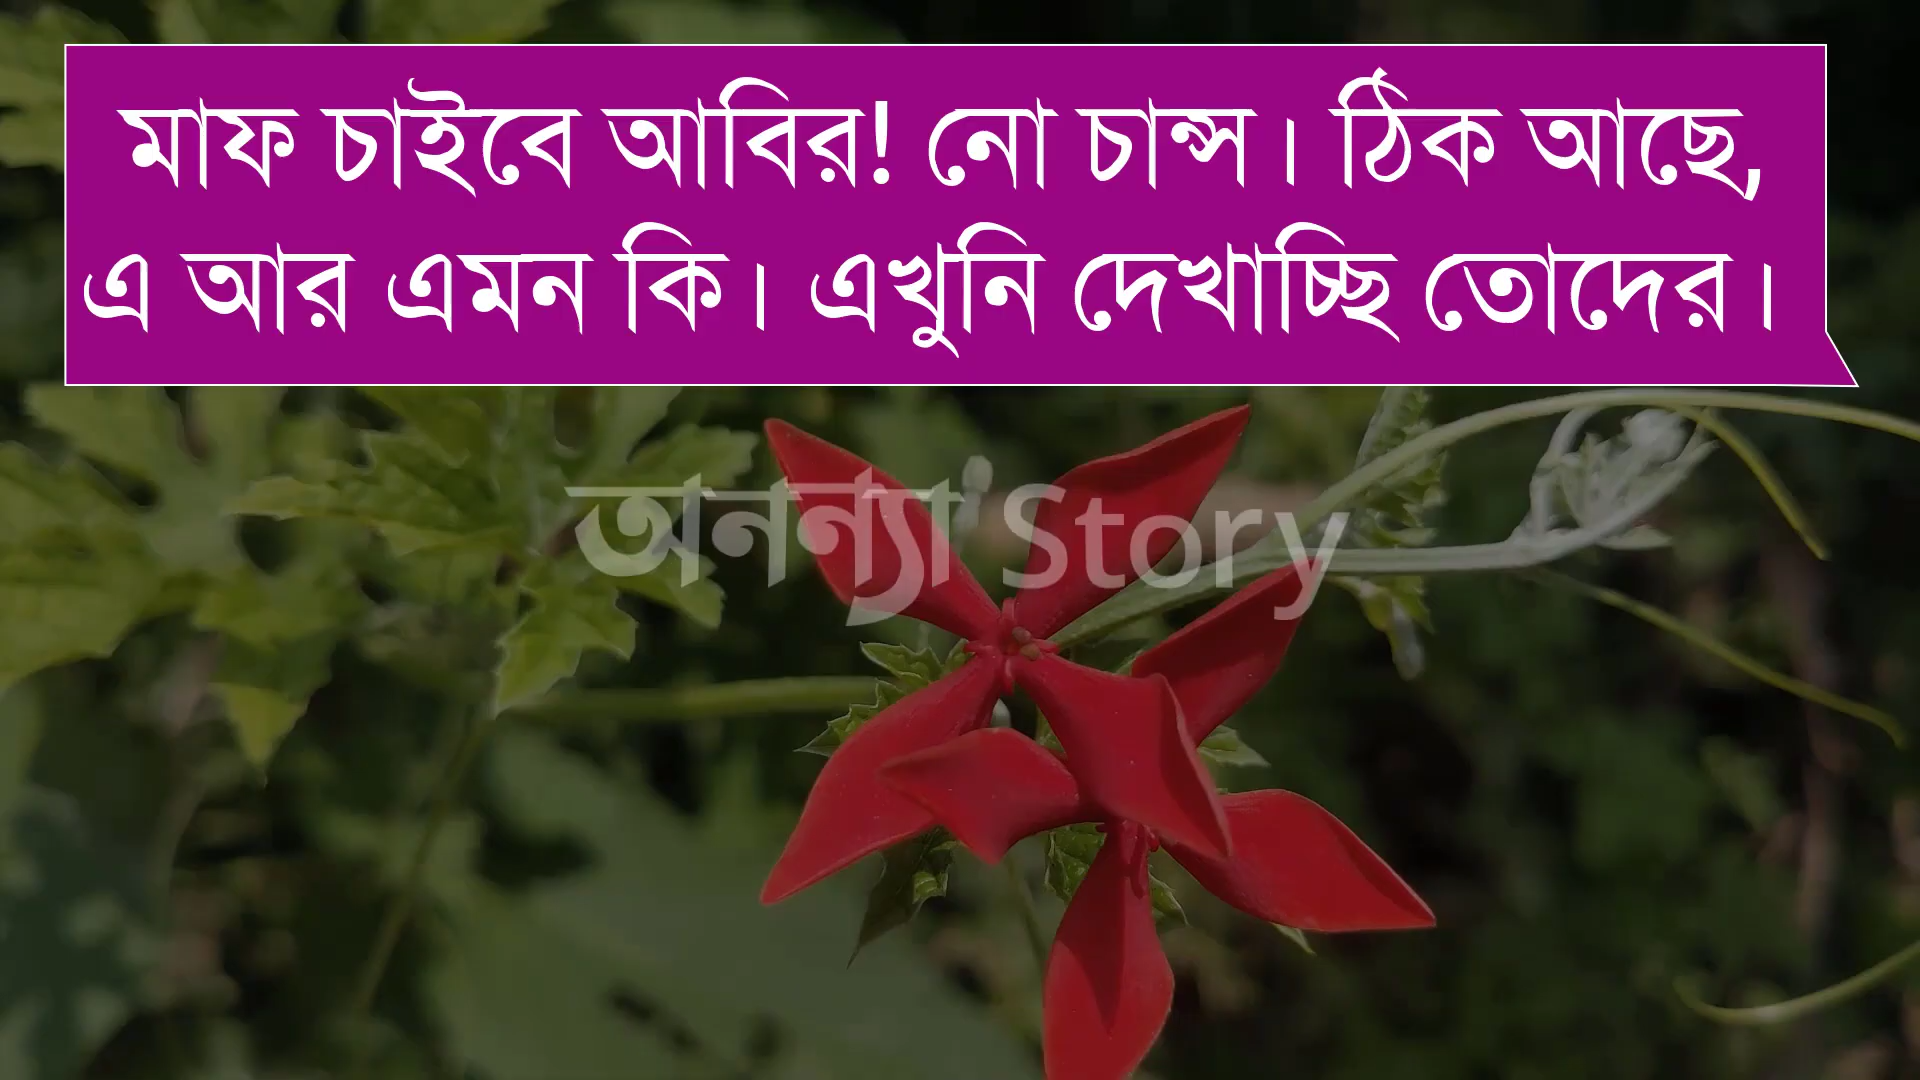 মাফ চাইবে আবির! নো চান্স। ঠিক আছে,
এ আর এমন কি। এখুনি দেখাচ্ছি তোদের।
অনন্যা Story